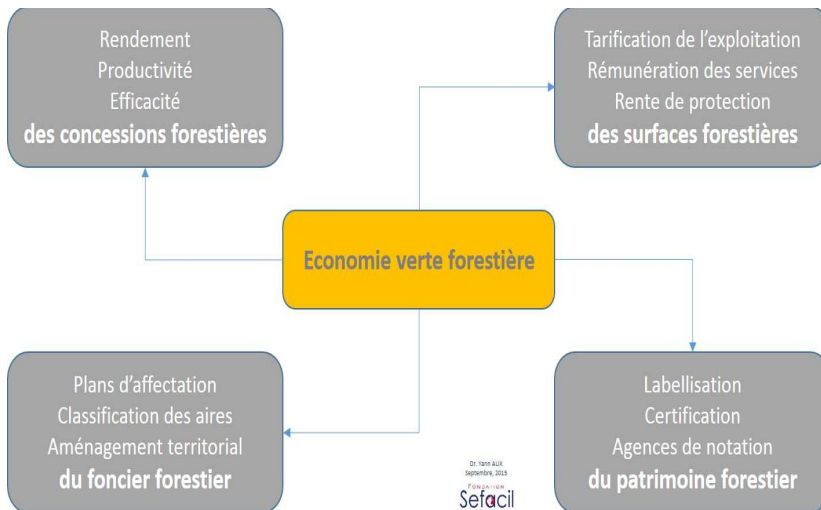 Rendement
Productivité
Efficacité
des concessions forestières
Tarification de l'exploitation
Rémunération des services
Rente de protection
des surfaces forestières
Economie verte forestière
Plans d'affectation
Classification des aires
Aménagement territorial
du foncier forestier
Labellisation
Certification
Agences de notation
du patrimoine forestier
Dr. Yann ALIX
Septembre, 2015
FONDATION
Sefacil